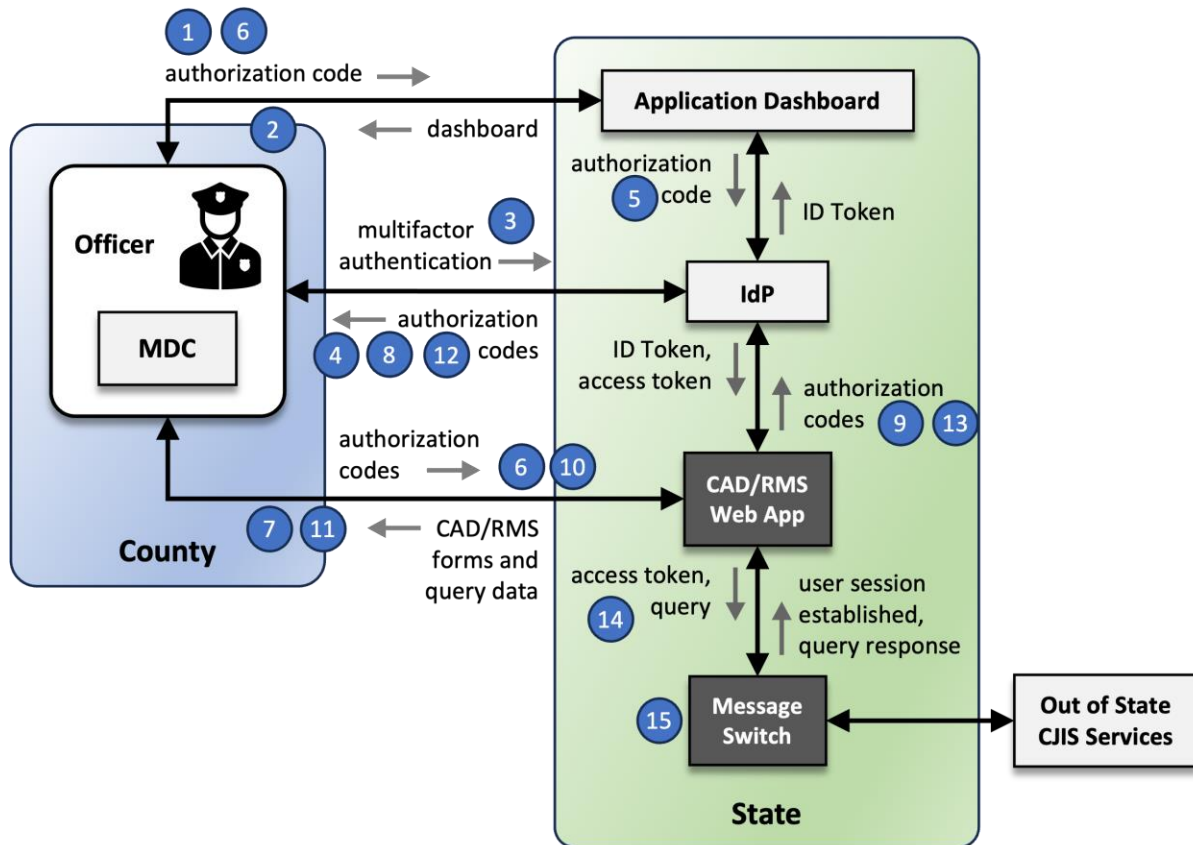 1 6
authorization code
2
dashboard
Application Dashboard
authorization
5 code
ID Token
Officer
MDC
multifactor 3
authentication
IdP
authorization
codes
4 8 12
ID Token,
access token
authorization
codes 9 13
authorization
codes 6 10
CAD/RMS
Web App
7 11
CAD/RMS
forms and
query data
County
access token,
query
14
user session
established,
query response
15
Message
Switch
Out of State
CJIS Services
State